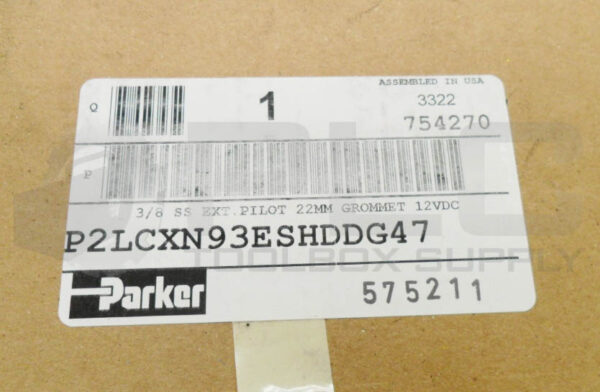 ASSEMBLED IN USA
Q
1
3322
754270
P
3/8 SS EXT.PILOT 22MM GROMMET 12VDC
P2LCXN93ESHDDG47
Parker
575211
PLC
TOOLBOX SUPPLY